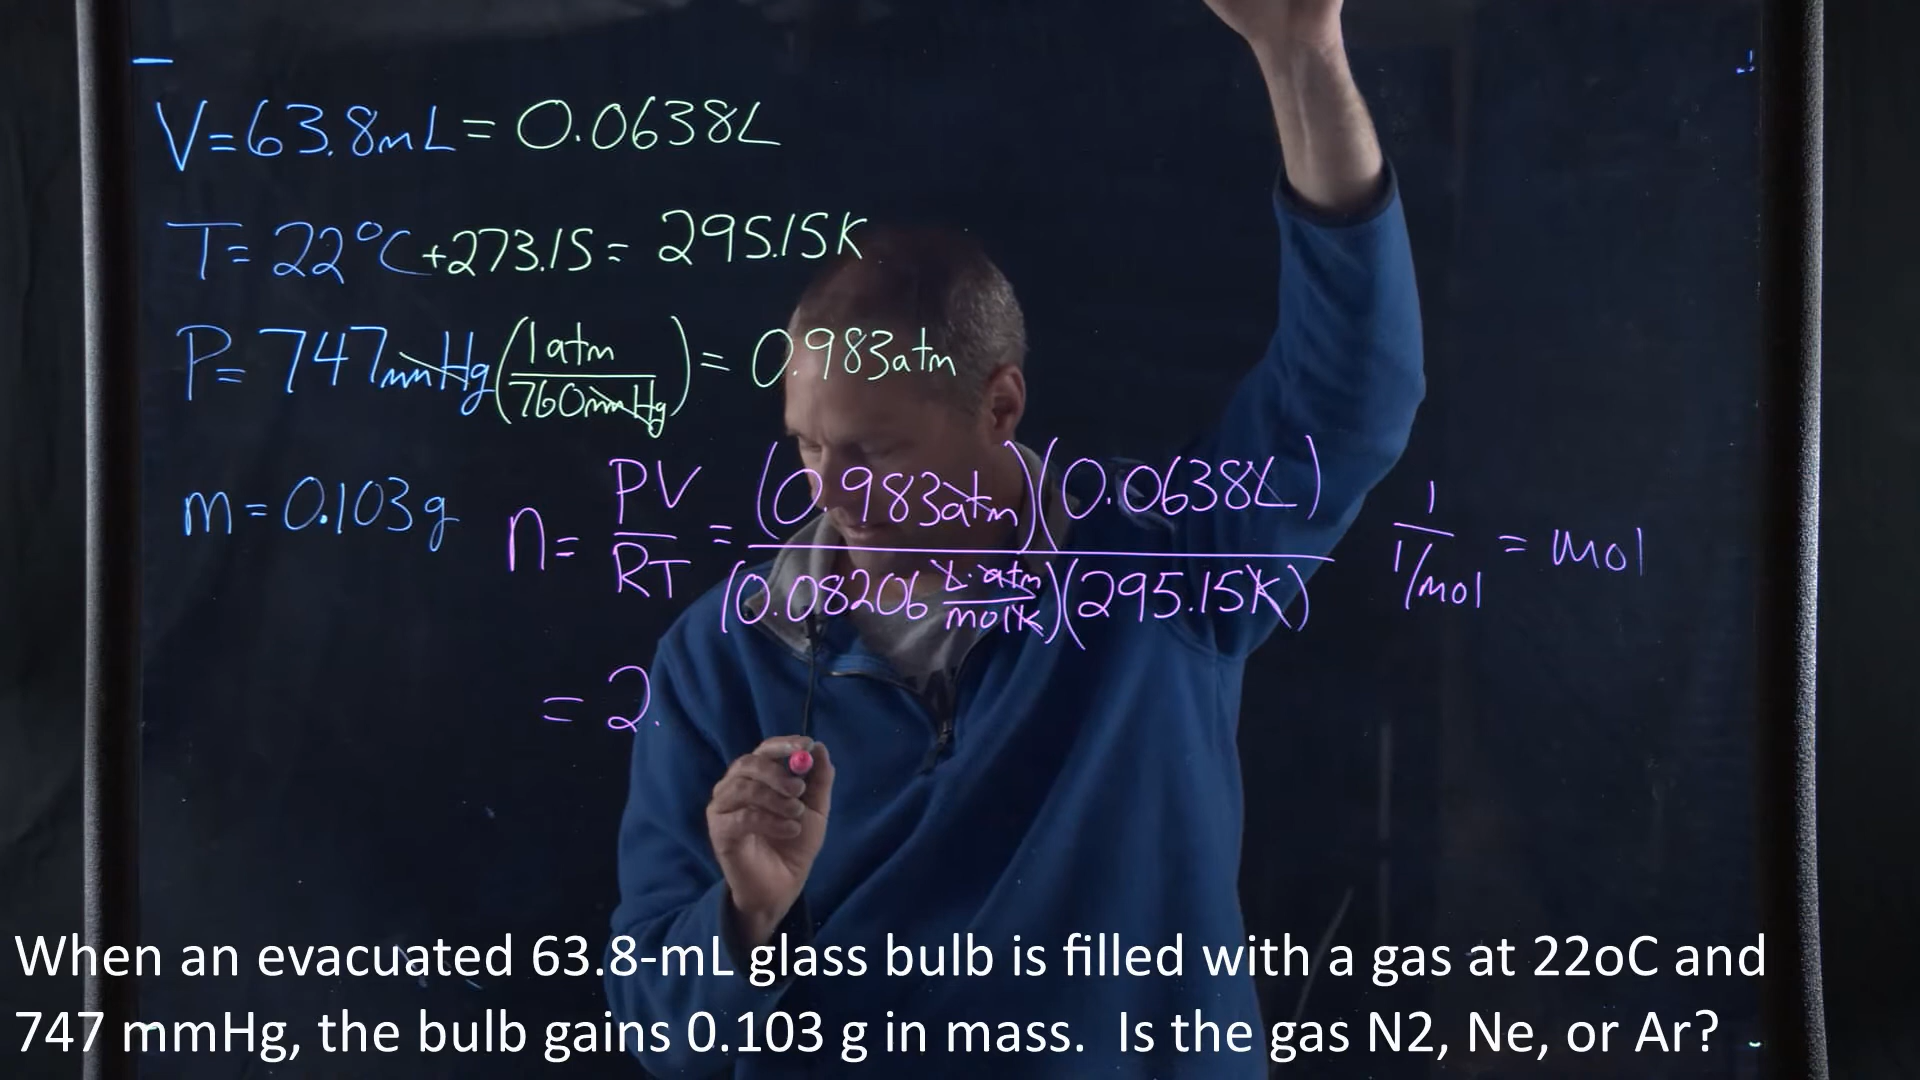 V=63.8mL = 0.0638L
T= 22°C +273.15 = 295.15K
P= 747mmHg (1atm/760mmHg) = 0.983atm
m=0.103g
n= PV/RT = (0.983atm)(0.0638L)/(0.08206 L·atm/mol·K)(295.15K) 1/1/mol = mol
= 2.
When an evacuated 63.8-mL glass bulb is filled with a gas at 22oC and
747 mmHg, the bulb gains 0.103 g in mass. Is the gas N2, Ne, or Ar?